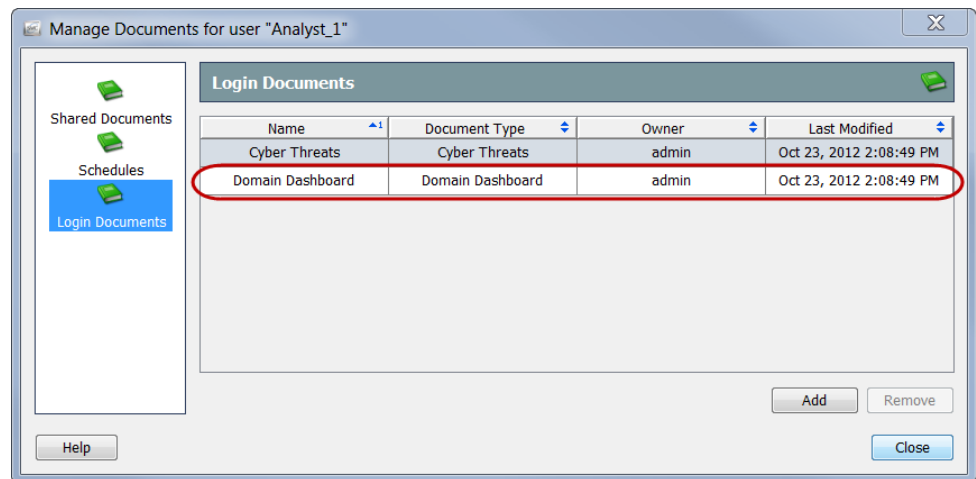 Manage Documents for user "Analyst_1"
Shared Documents
Schedules
Login Documents
Login Documents
Name 1 Document Type Owner Last Modified
Cyber Threats Cyber Threats admin Oct 23, 2012 2:08:49 PM
Domain Dashboard Domain Dashboard admin Oct 23, 2012 2:08:49 PM
Add Remove
Help Close